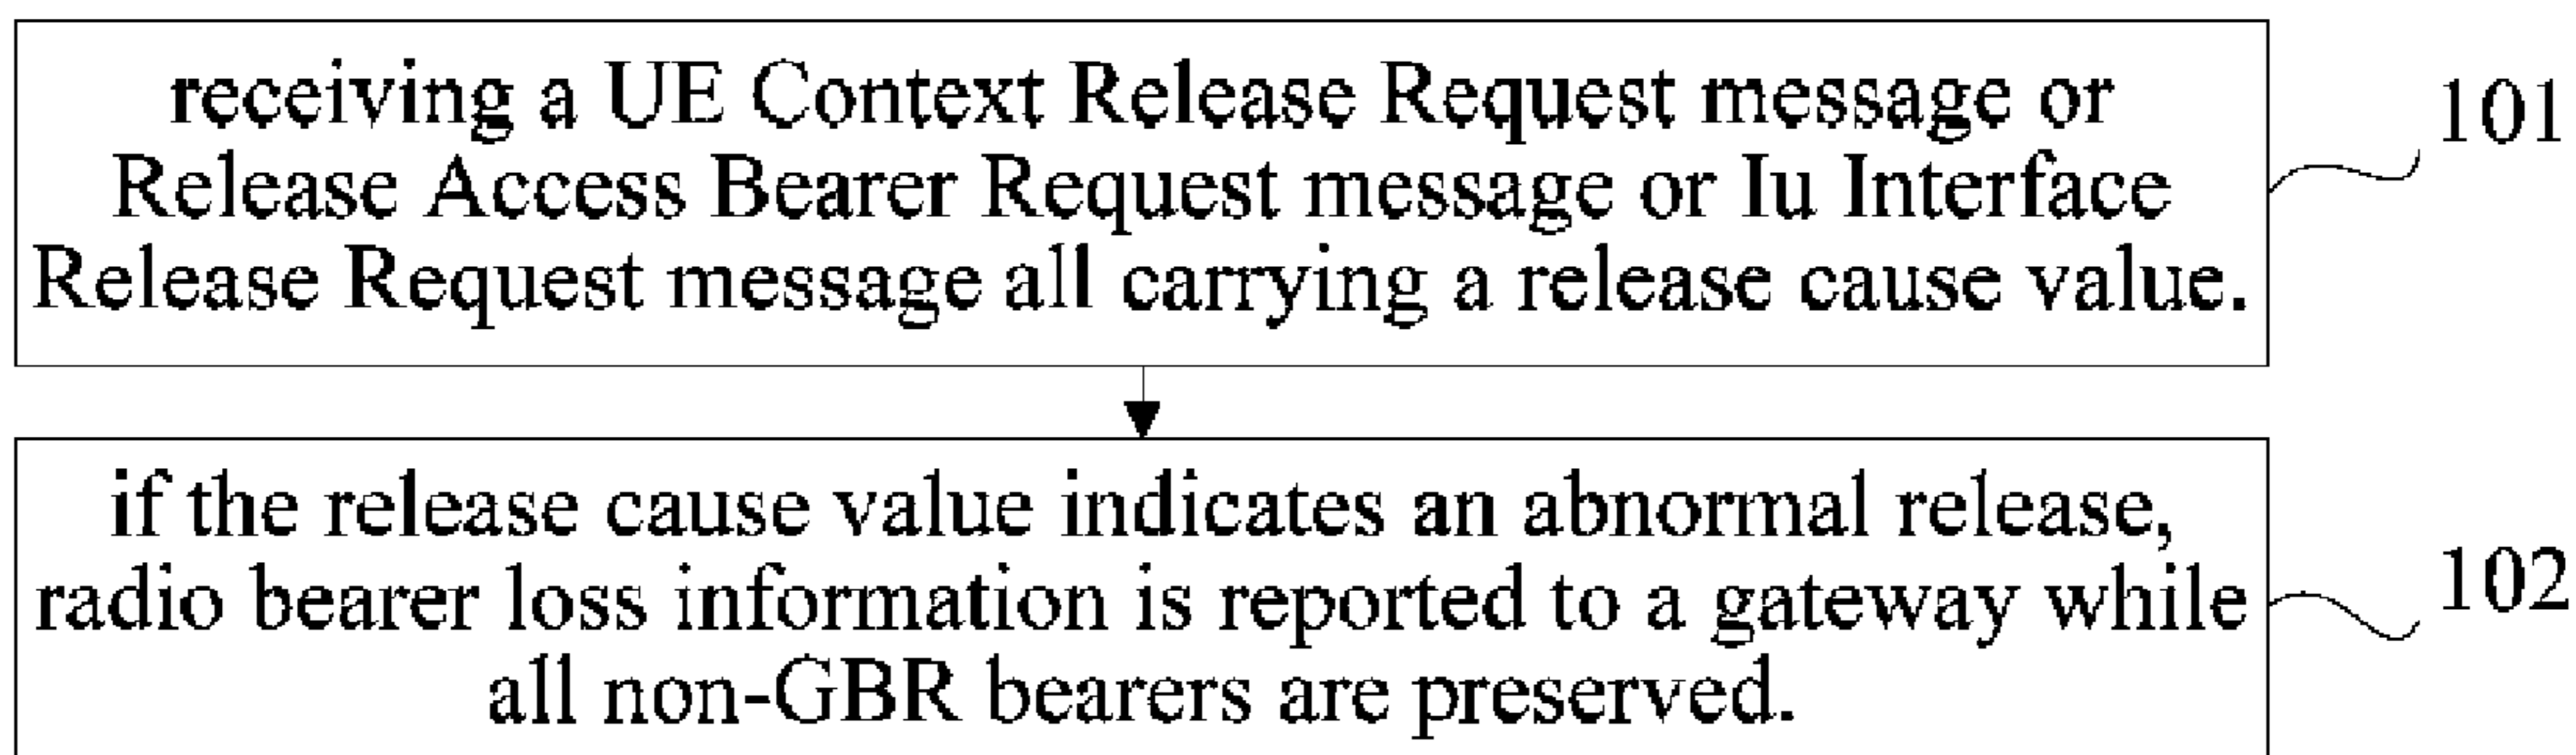 receiving a UE Context Release Request message or
Release Access Bearer Request message or Iu Interface
Release Request message all carrying a release cause value.
101
if the release cause value indicates an abnormal release,
radio bearer loss information is reported to a gateway while
all non-GBR bearers are preserved.
102